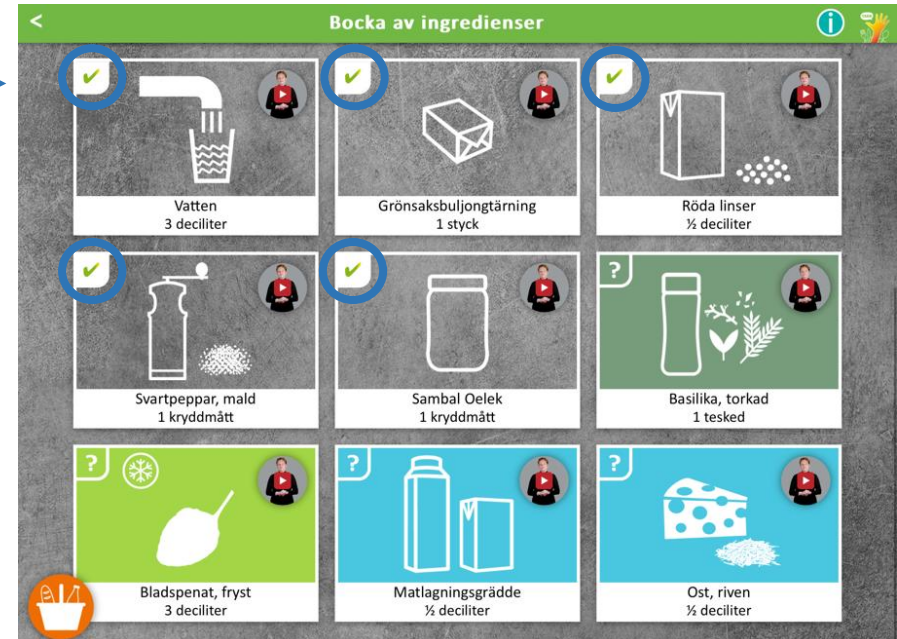 <
Bocka av ingredienser
i
Vatten
3 deciliter
Grönsaksbuljongtärning
1 styck
Röda linser
½ deciliter
Svartpeppar, mald
1 kryddmått
Sambal Oelek
1 kryddmått
?
Basilika, torkad
1 tesked
?
Bladspenat, fryst
3 deciliter
?
Matlagningsgrädde
½ deciliter
?
Ost, riven
½ deciliter